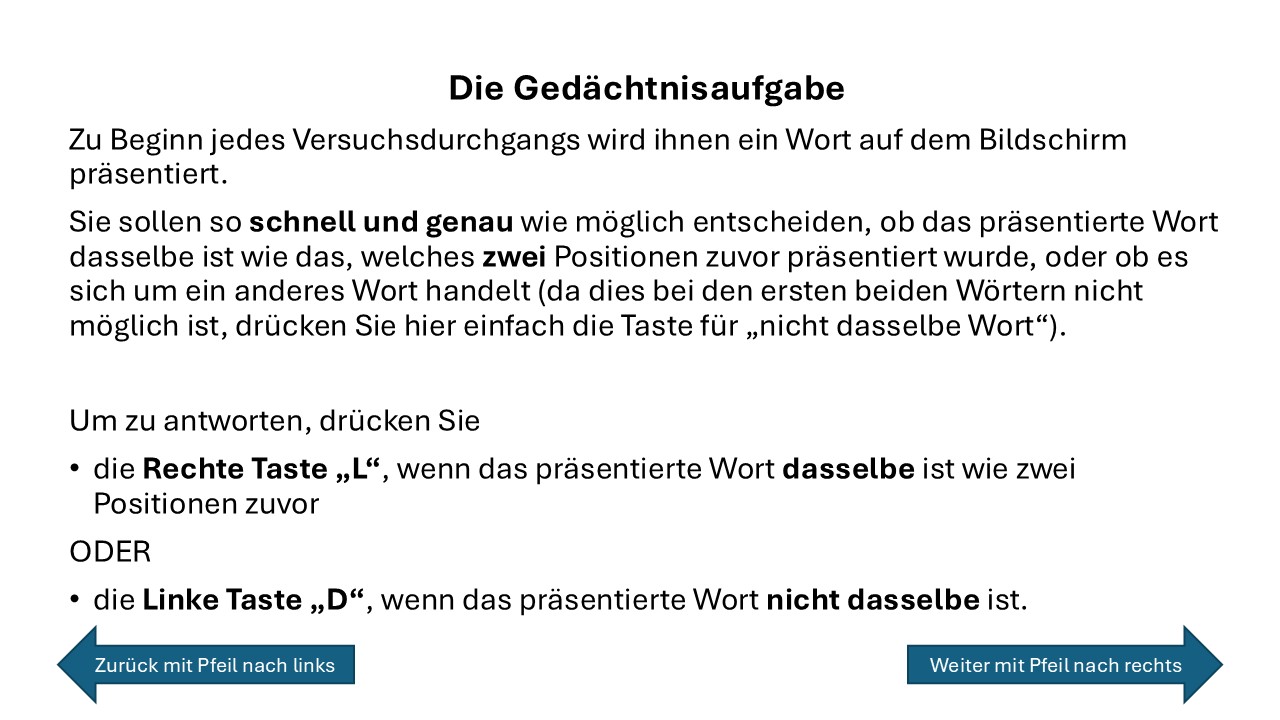 Die Gedächtnisaufgabe
Zu Beginn jedes Versuchsdurchgangs wird ihnen ein Wort auf dem Bildschirm
präsentiert.
Sie sollen so schnell und genau wie möglich entscheiden, ob das präsentierte Wort
dasselbe ist wie das, welches zwei Positionen zuvor präsentiert wurde, oder ob es
sich um ein anderes Wort handelt (da dies bei den ersten beiden Wörtern nicht
möglich ist, drücken Sie hier einfach die Taste für „nicht dasselbe Wort“).
Um zu antworten, drücken Sie
• die Rechte Taste „L“, wenn das präsentierte Wort dasselbe ist wie zwei
Positionen zuvor
ODER
• die Linke Taste „D“, wenn das präsentierte Wort nicht dasselbe ist.
Zurück mit Pfeil nach links
Weiter mit Pfeil nach rechts